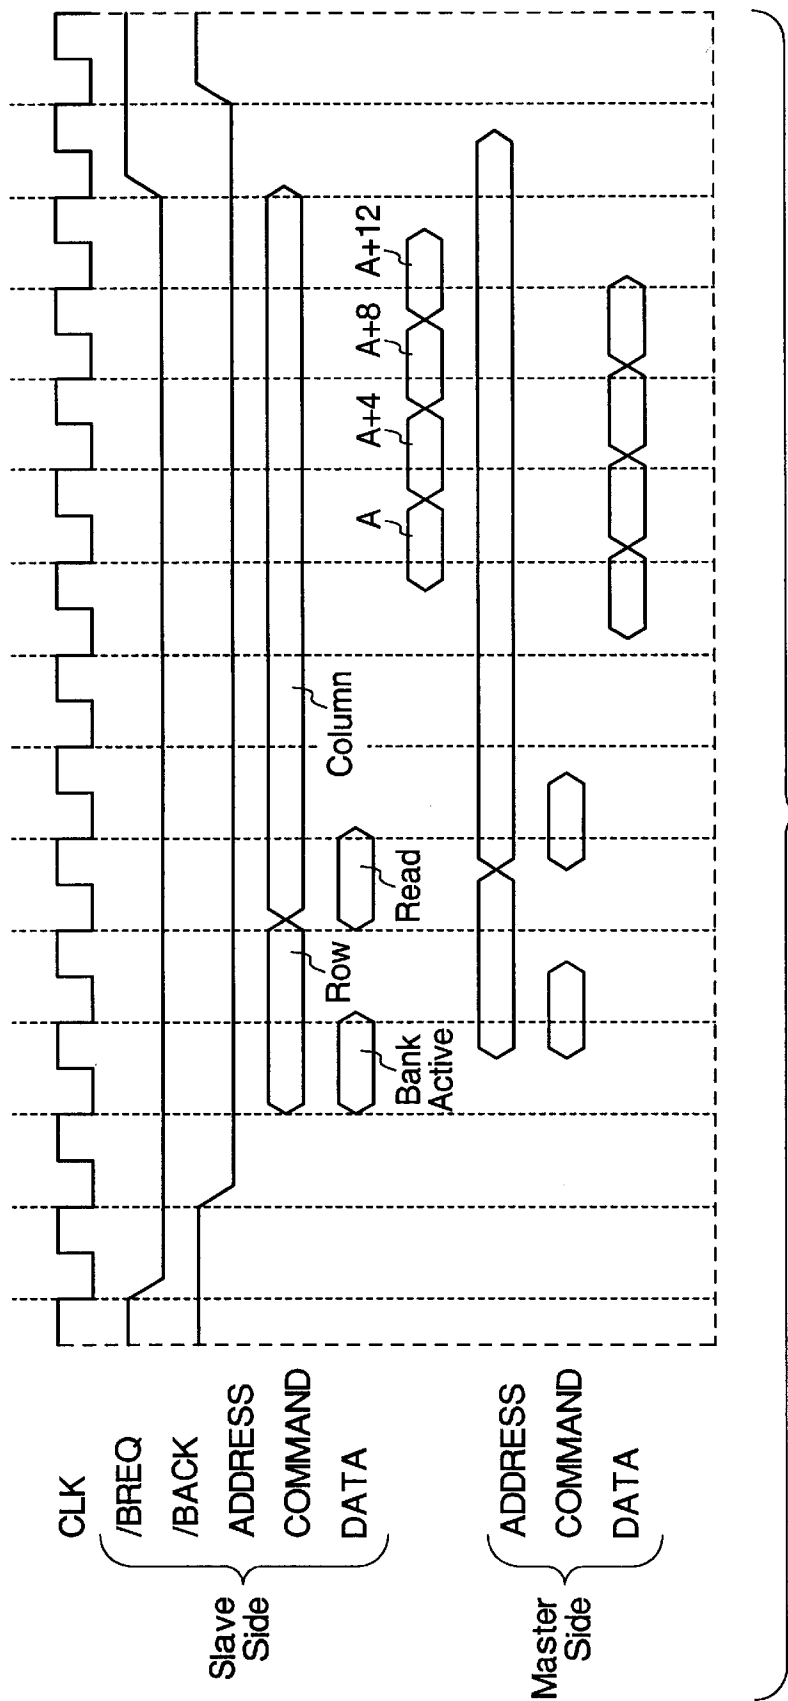 CLK
/BREQ
/BACK
ADDRESS
COMMAND
DATA
Slave
Side
Row
Column
Bank
Active
Read
A
A+4
A+8
A+12
ADDRESS
COMMAND
DATA
Master
Side